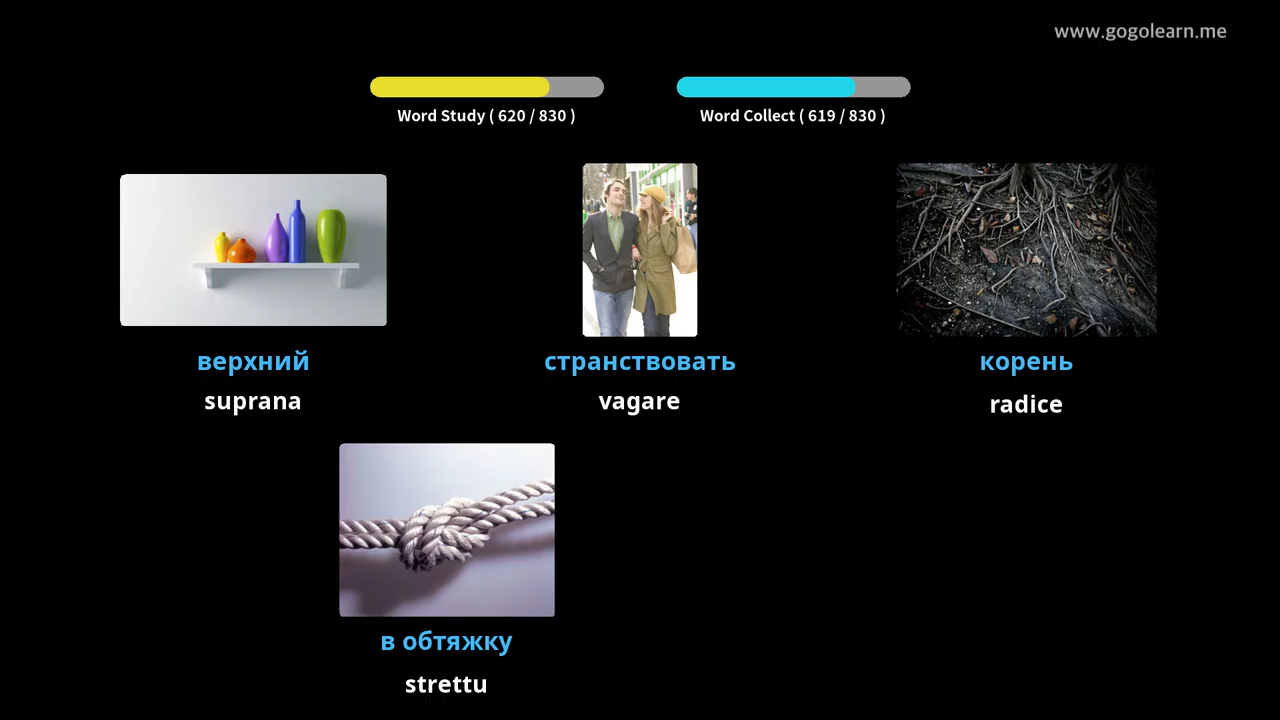 www.gogolearn.me
Word Study ( 620 / 830 )
Word Collect ( 619 / 830 )
верхний
suprana
странствовать
vagare
корень
radice
в обтяжку
strettu